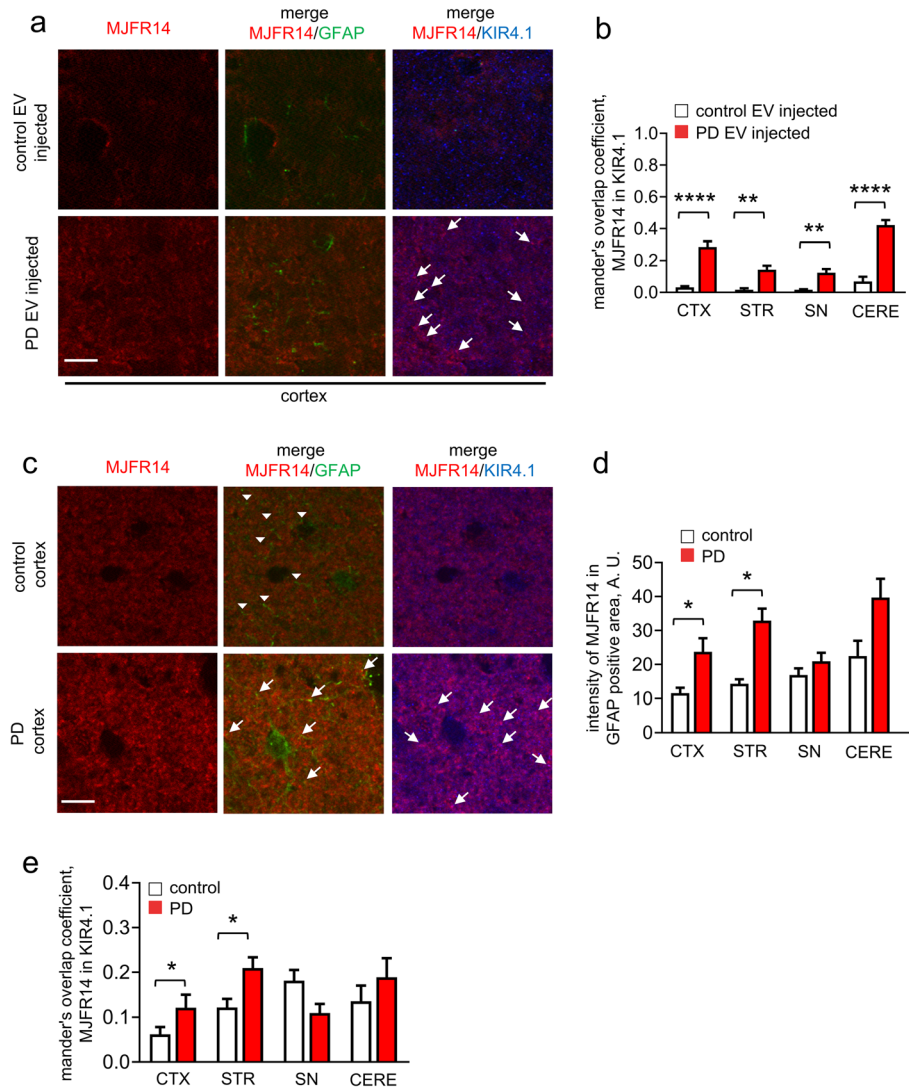 a
MJFR14
merge
MJFR14/GFAP
merge
MJFR14/KIR4.1
control EV
injected
PD EV injected
cortex
b
control EV injected
PD EV injected
mander's overlap coefficient,
MJFR14 in KIR4.1
1.0
0.8
0.6
0.4
0.2
0.0
****
**
**
****
CTX
STR
SN
CERE
c
MJFR14
merge
MJFR14/GFAP
merge
MJFR14/KIR4.1
control
cortex
PD
cortex
d
control
PD
intensity of MJFR14 in
GFAP positive area, A. U.
50
40
30
20
10
0
*
*
CTX
STR
SN
CERE
e
mander's overlap coefficient,
MJFR14 in KIR4.1
0.4
0.3
0.2
0.1
0.0
control
PD
*
*
CTX
STR
SN
CERE